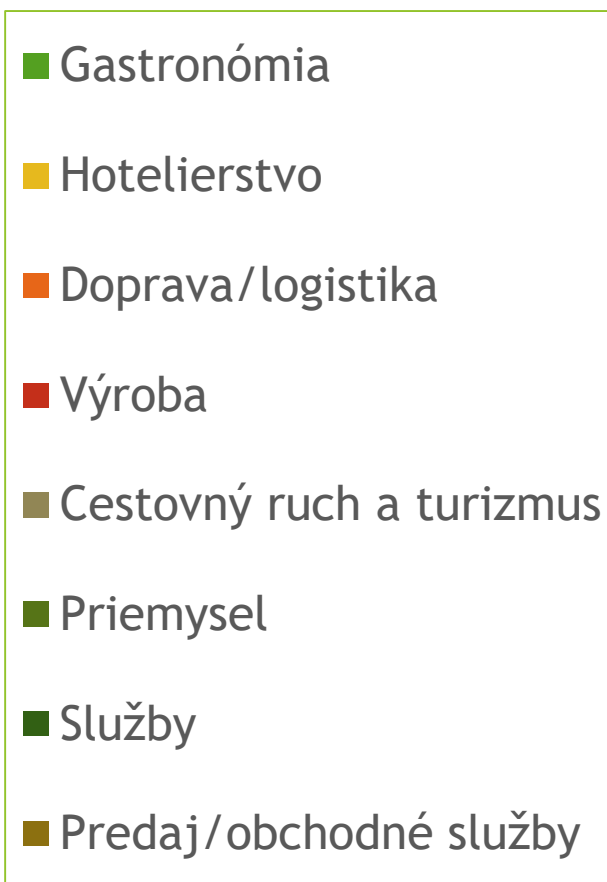 Gastronómia
Hotelierstvo
Doprava/logistika
Výroba
Cestovný ruch a turizmus
Priemysel
Služby
Predaj/obchodné služby